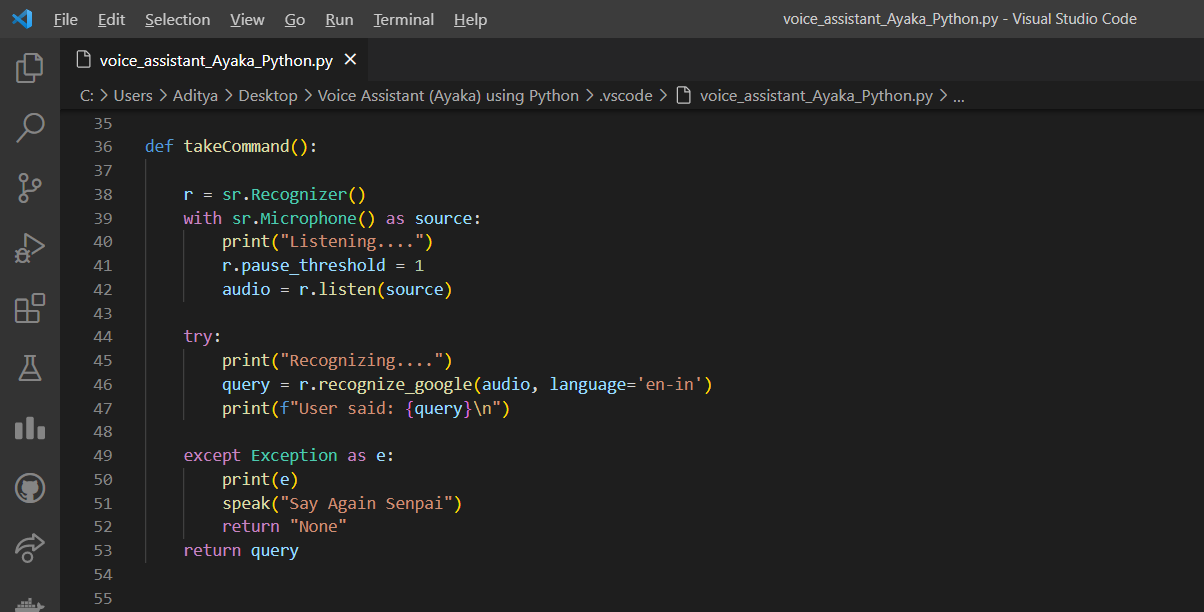 File Edit Selection View Go Run Terminal Help voice_assistant_Ayaka_Python.py - Visual Studio Code
voice_assistant_Ayaka_Python.py
C: > Users > Aditya > Desktop > Voice Assistant (Ayaka) using Python > .vscode > voice_assistant_Ayaka_Python.py > ...
35
36 def takeCommand():
37
38     r = sr.Recognizer()
39     with sr.Microphone() as source:
40         print("Listening....")
41         r.pause_threshold = 1
42         audio = r.listen(source)
43
44     try:
45         print("Recognizing....")
46         query = r.recognize_google(audio, language='en-in')
47         print(f"User said: {query}\n")
48
49     except Exception as e:
50         print(e)
51         speak("Say Again Senpai")
52         return "None"
53     return query
54
55